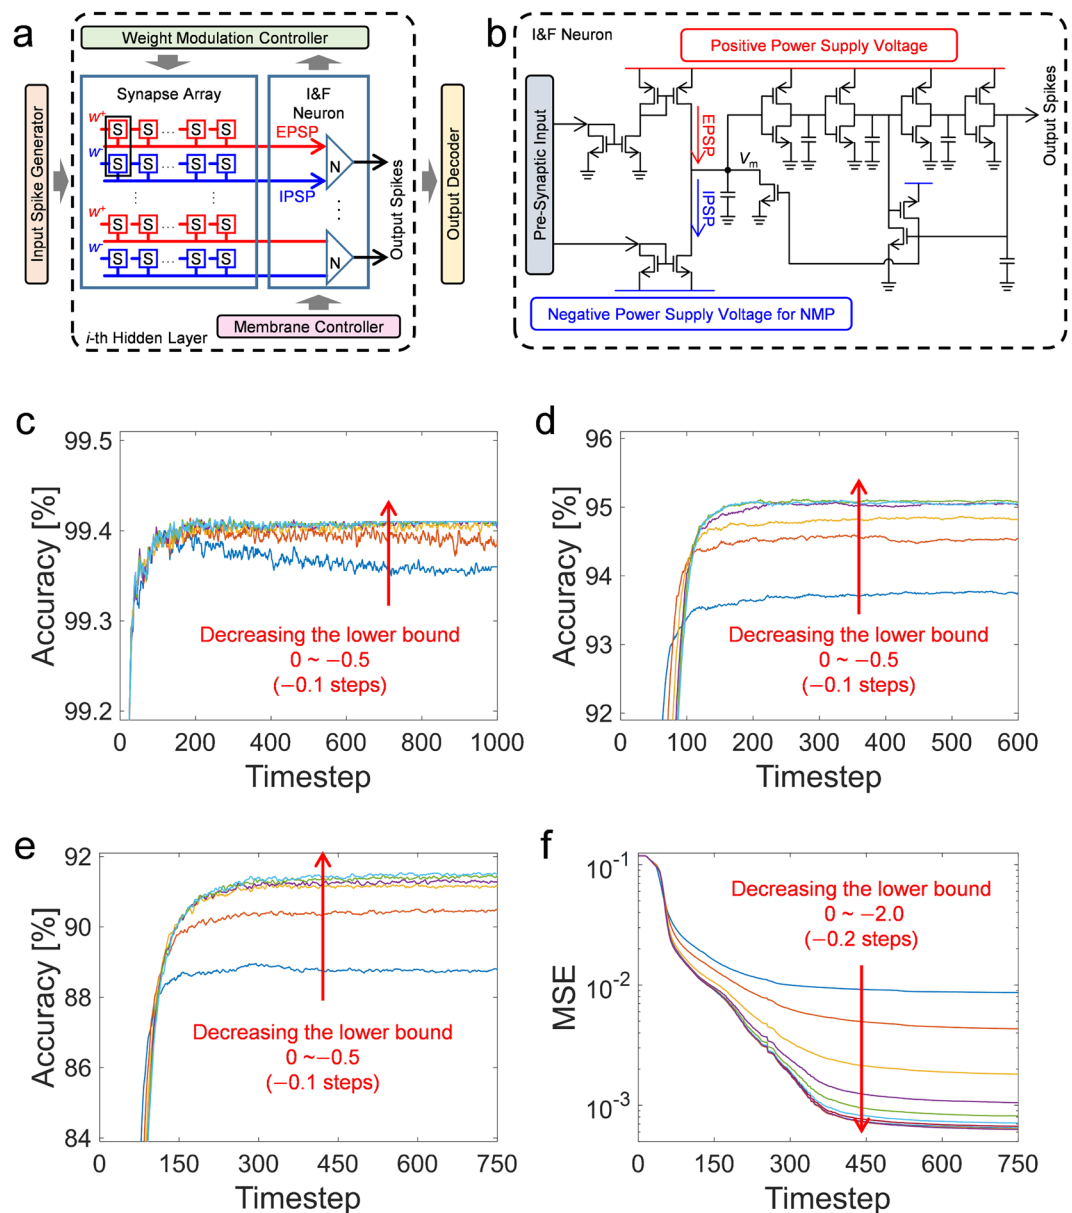 a
Weight Modulation Controller
Input Spike Generator
Synapse Array
I&F
Neuron
w+
S S ... S S
EPSP
w-
S S ... S S
N
IPSP
w+
S S ... S S
w-
S S ... S S
N
Output Spikes
Output Decoder
i-th Hidden Layer
Membrane Controller
b
I&F Neuron
Positive Power Supply Voltage
Pre-Synaptic Input
EPSP
Vm
IPSP
Output Spikes
Negative Power Supply Voltage for NMP
c
Accuracy [%]
99.5
99.4
99.3
99.2
Decreasing the lower bound
0 ~ −0.5
(−0.1 steps)
0 200 400 600 800 1000
Timestep
d
Accuracy [%]
96
95
94
93
92
Decreasing the lower bound
0 ~ −0.5
(−0.1 steps)
0 100 200 300 400 500 600
Timestep
e
Accuracy [%]
92
90
88
86
84
Decreasing the lower bound
0 ~−0.5
(−0.1 steps)
0 150 300 450 600 750
Timestep
f
MSE
10-1
10-2
10-3
Decreasing the lower bound
0 ~ −2.0
(−0.2 steps)
0 150 300 450 600 750
Timestep